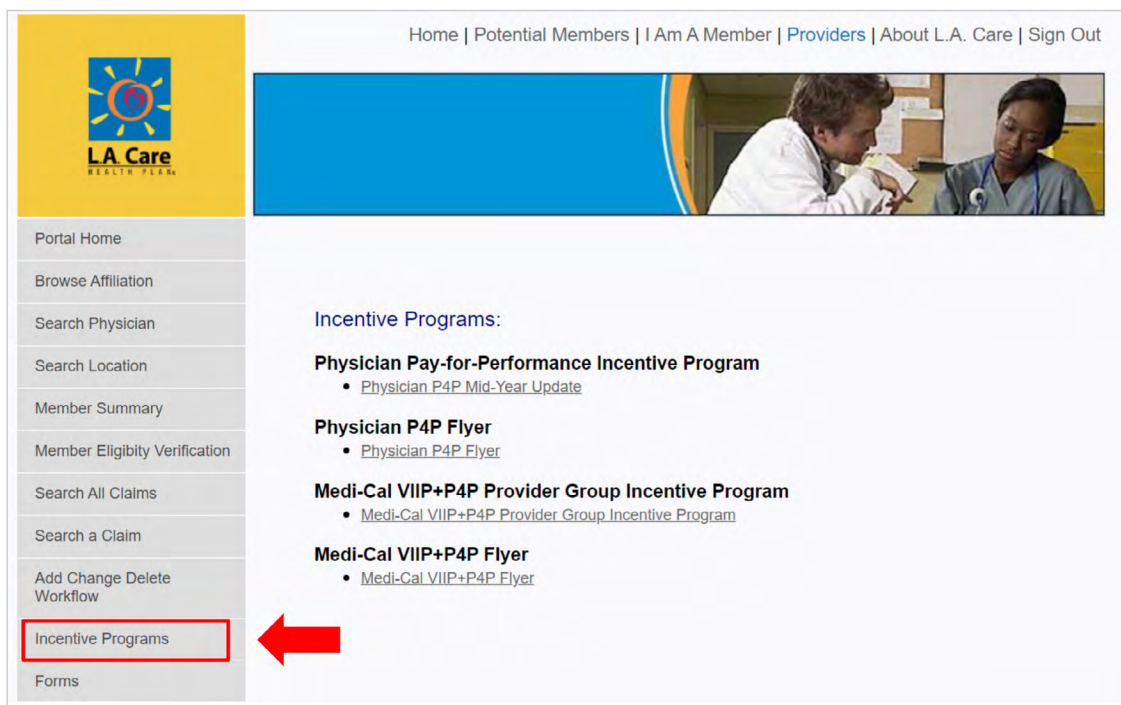 Home | Potential Members | I Am A Member | Providers | About L.A. Care | Sign Out
L.A. Care
HEALTH PLAN®
Portal Home
Browse Affiliation
Search Physician
Search Location
Member Summary
Member Eligibity Verification
Search All Claims
Search a Claim
Add Change Delete
Workflow
Incentive Programs
Forms
Incentive Programs:
Physician Pay-for-Performance Incentive Program
• Physician P4P Mid-Year Update
Physician P4P Flyer
• Physician P4P Flyer
Medi-Cal VIIP+P4P Provider Group Incentive Program
• Medi-Cal VIIP+P4P Provider Group Incentive Program
Medi-Cal VIIP+P4P Flyer
• Medi-Cal VIIP+P4P Flyer